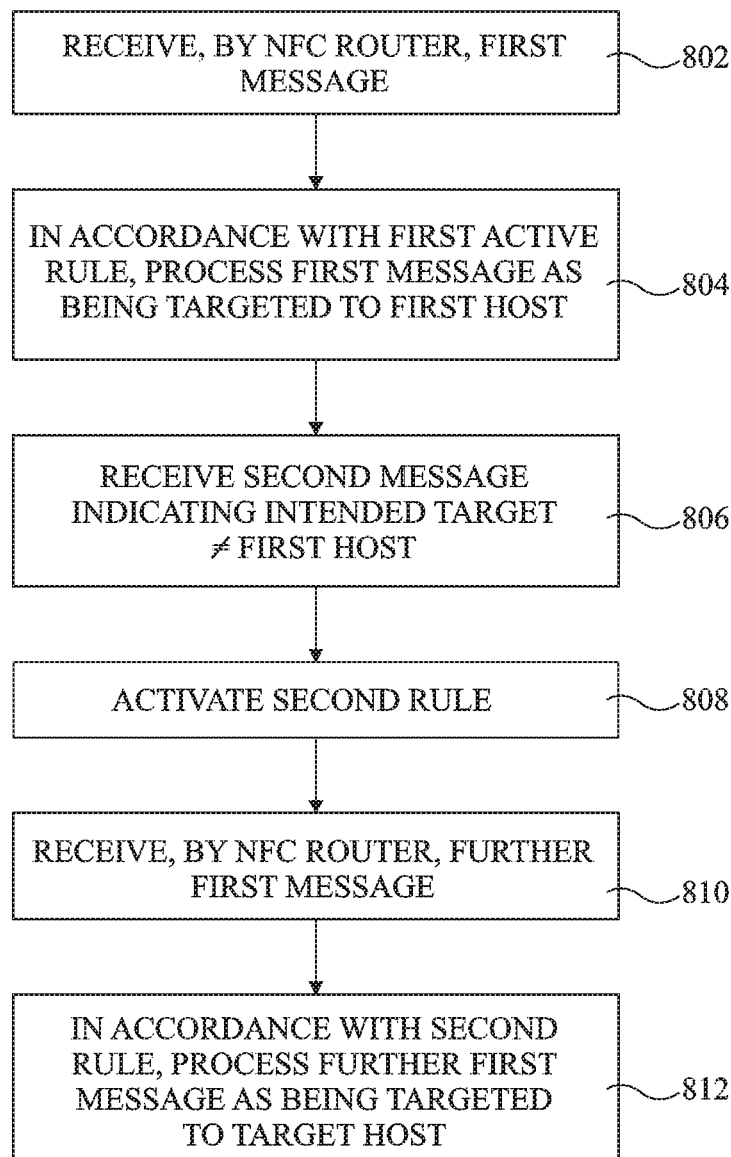 RECEIVE, BY NFC ROUTER, FIRST
MESSAGE
802
IN ACCORDANCE WITH FIRST ACTIVE
RULE, PROCESS FIRST MESSAGE AS
BEING TARGETED TO FIRST HOST
804
RECEIVE SECOND MESSAGE
INDICATING INTENDED TARGET
≠ FIRST HOST
806
ACTIVATE SECOND RULE
808
RECEIVE, BY NFC ROUTER, FURTHER
FIRST MESSAGE
810
IN ACCORDANCE WITH SECOND
RULE, PROCESS FURTHER FIRST
MESSAGE AS BEING TARGETED
TO TARGET HOST
812